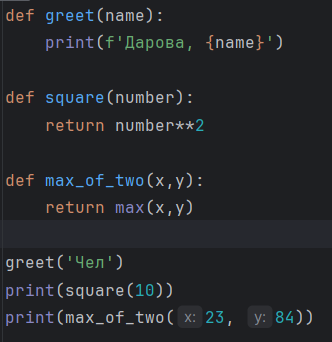 def greet(name):
    print(f'Дарова, {name}')

def square(number):
    return number**2

def max_of_two(x,y):
    return max(x,y)

greet('Чел')
print(square(10))
print(max_of_two( x: 23, y: 84))